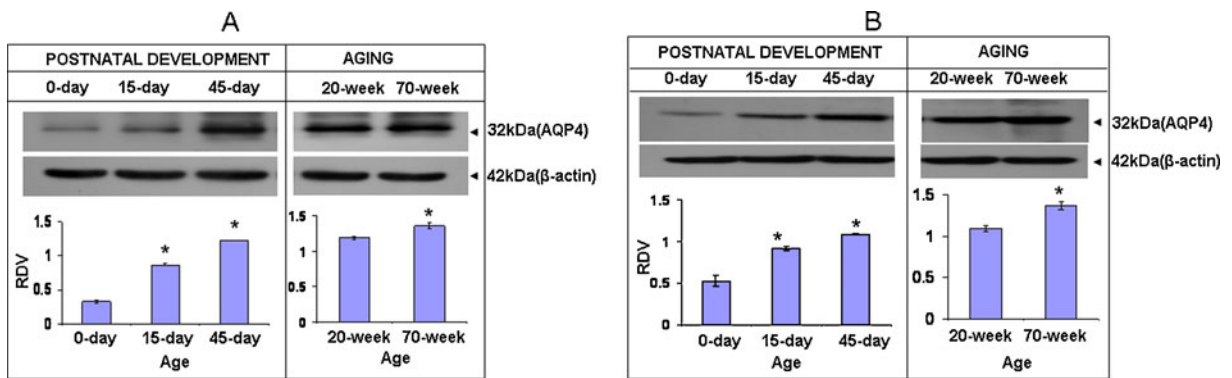 A
POSTNATAL DEVELOPMENT AGING
0-day 15-day 45-day 20-week 70-week
32kDa(AQP4)
42kDa(β-actin)
RDV
1.5
1
0.5
0
* *
0-day 15-day 45-day
Age
1.5
1
0.5
0
*
20-week 70-week
Age
B
POSTNATAL DEVELOPMENT AGING
0-day 15-day 45-day 20-week 70-week
32kDa(AQP4)
42kDa(β-actin)
RDV
1.5
1
0.5
0
* *
0-day 15-day 45-day
Age
1.5
1
0.5
0
*
20-week 70-week
Age